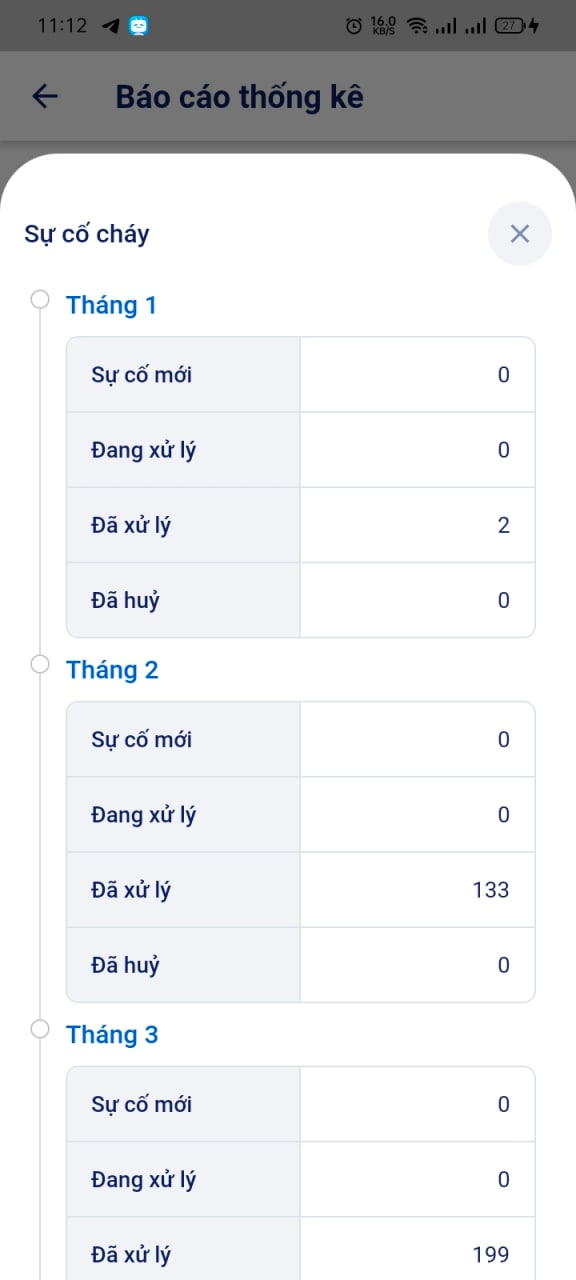 11:12 16.0 KB/S 27
Báo cáo thống kê
Sự cố cháy
Tháng 1
Sự cố mới 0
Đang xử lý 0
Đã xử lý 2
Đã huỷ 0
Tháng 2
Sự cố mới 0
Đang xử lý 0
Đã xử lý 133
Đã huỷ 0
Tháng 3
Sự cố mới 0
Đang xử lý 0
Đã xử lý 199